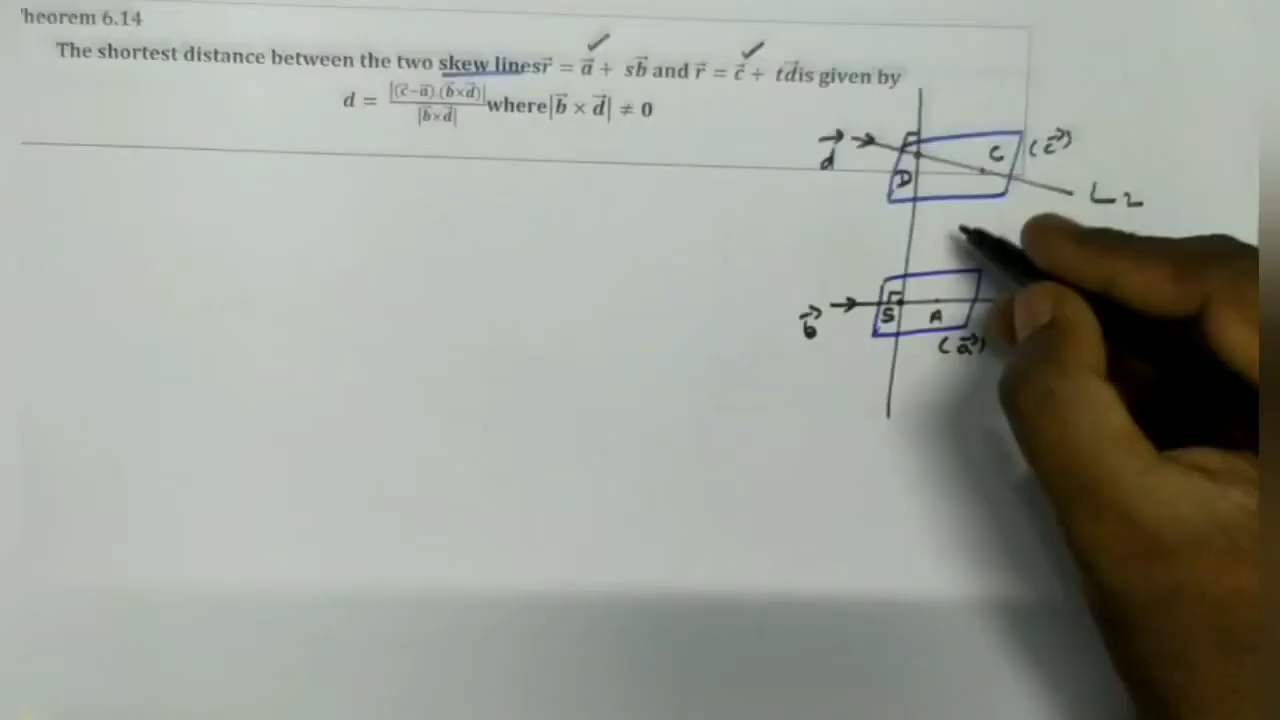 heorem 6.14
The shortest distance between the two skew lines r⃗ = a⃗ + sb⃗ and r⃗ = c⃗ + td⃗ is given by
d = |(c⃗−a⃗).(b⃗×d⃗)| / |b⃗×d⃗| where |b⃗ × d⃗| ≠ 0
d⃗
D
C (c⃗)
L2
b⃗
S
A
(a⃗)